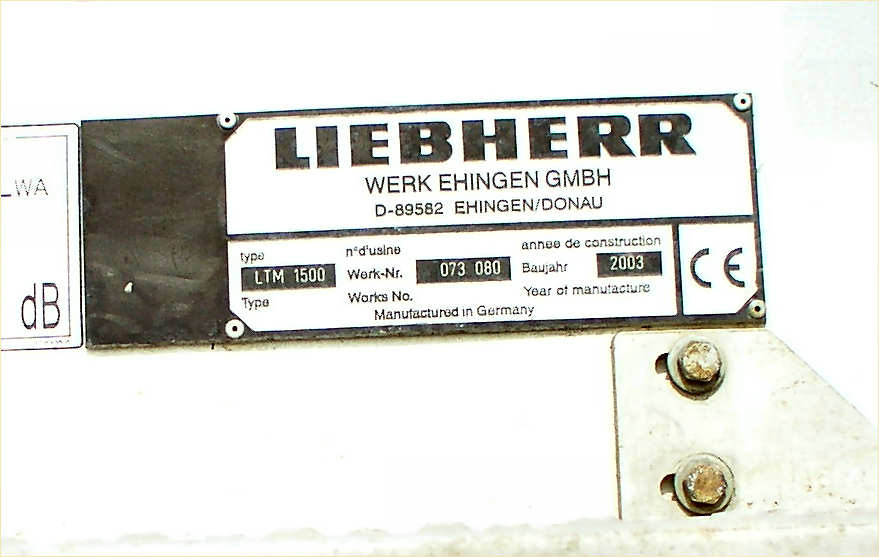 LIEBHERR
WERK EHINGEN GMBH
D-89582 EHINGEN/DONAU
type
LTM 1500
Type
n°d'usine
Werk-Nr. 073 080
Works No.
annee de construction
Baujahr 2003
Year of manufacture
Manufactured in Germany
CE
LWA
dB